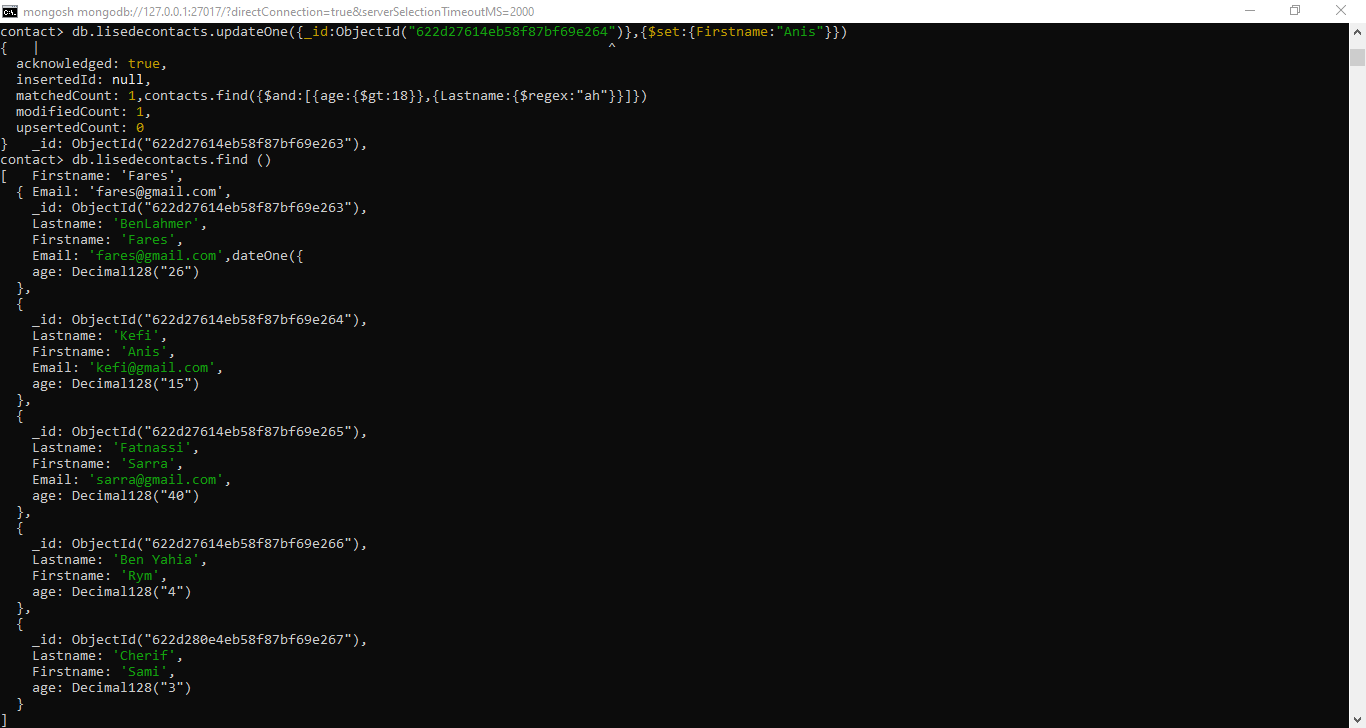 mongosh mongodb://127.0.0.1:27017/?directConnection=true&serverSelectionTimeoutMS=2000
contact> db.lisedecontacts.updateOne({_id:ObjectId("622d27614eb58f87bf69e264")},{$set:{Firstname:"Anis"}})
{   |                                                                       ^
  acknowledged: true,
  insertedId: null,
  matchedCount: 1,contacts.find({$and:[{age:{$gt:18}},{Lastname:{$regex:"ah"}}]})
  modifiedCount: 1,
  upsertedCount: 0
}   _id: ObjectId("622d27614eb58f87bf69e263"),
contact> db.lisedecontacts.find ()
[   Firstname: 'Fares',
  { Email: 'fares@gmail.com',
    _id: ObjectId("622d27614eb58f87bf69e263"),
    Lastname: 'BenLahmer',
    Firstname: 'Fares',
    Email: 'fares@gmail.com',dateOne({
    age: Decimal128("26")
  },
  {
    _id: ObjectId("622d27614eb58f87bf69e264"),
    Lastname: 'Kefi',
    Firstname: 'Anis',
    Email: 'kefi@gmail.com',
    age: Decimal128("15")
  },
  {
    _id: ObjectId("622d27614eb58f87bf69e265"),
    Lastname: 'Fatnassi',
    Firstname: 'Sarra',
    Email: 'sarra@gmail.com',
    age: Decimal128("40")
  },
  {
    _id: ObjectId("622d27614eb58f87bf69e266"),
    Lastname: 'Ben Yahia',
    Firstname: 'Rym',
    age: Decimal128("4")
  },
  {
    _id: ObjectId("622d280e4eb58f87bf69e267"),
    Lastname: 'Cherif',
    Firstname: 'Sami',
    age: Decimal128("3")
  }
]